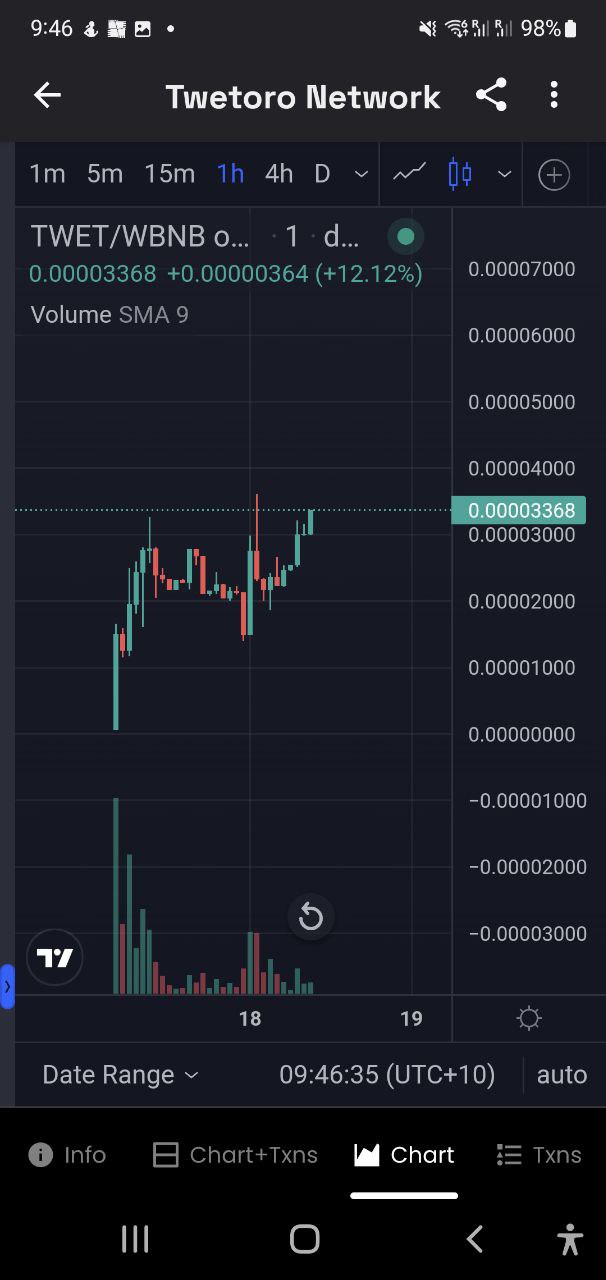 9:46 98%
Twetoro Network
1m 5m 15m 1h 4h D
TWET/WBNB o... · 1 · d...
0.00003368 +0.00000364 (+12.12%)
Volume SMA 9
0.00007000
0.00006000
0.00005000
0.00004000
0.00003368
0.00003000
0.00002000
0.00001000
0.00000000
−0.00001000
−0.00002000
−0.00003000
18 19
Date Range 09:46:35 (UTC+10) auto
Info Chart+Txns Chart Txns